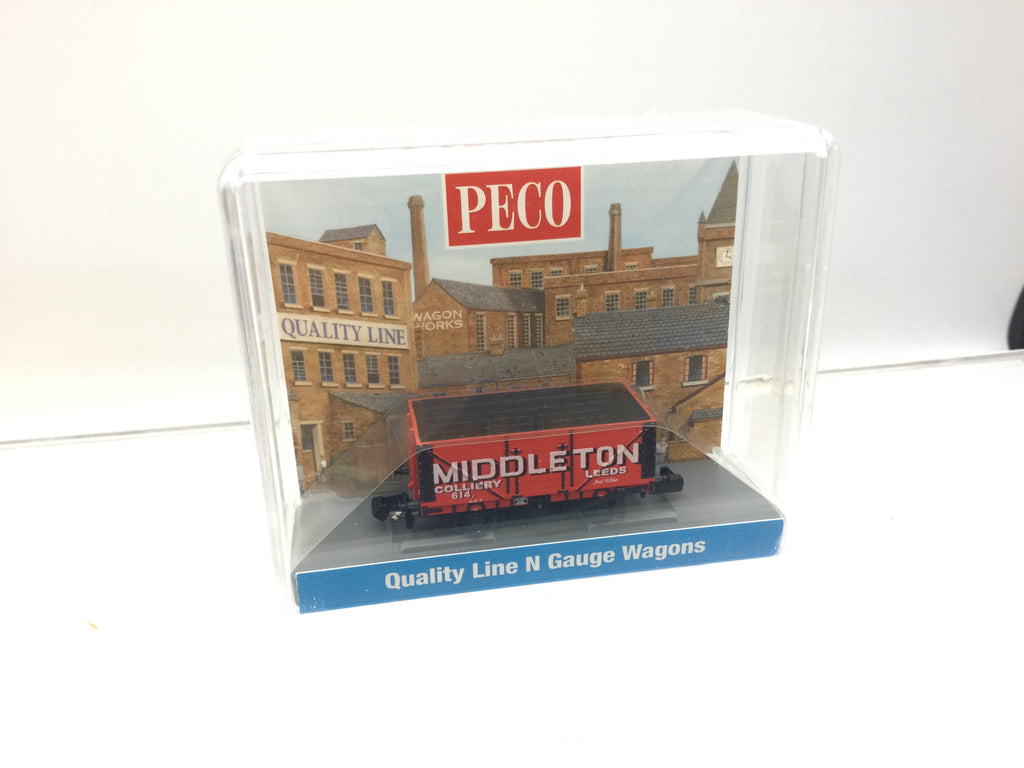 PECO
QUALITY LINE
WAGON
WORKS
MIDDLETON
COLLIERY
LEEDS
614
Quality Line N Gauge Wagons